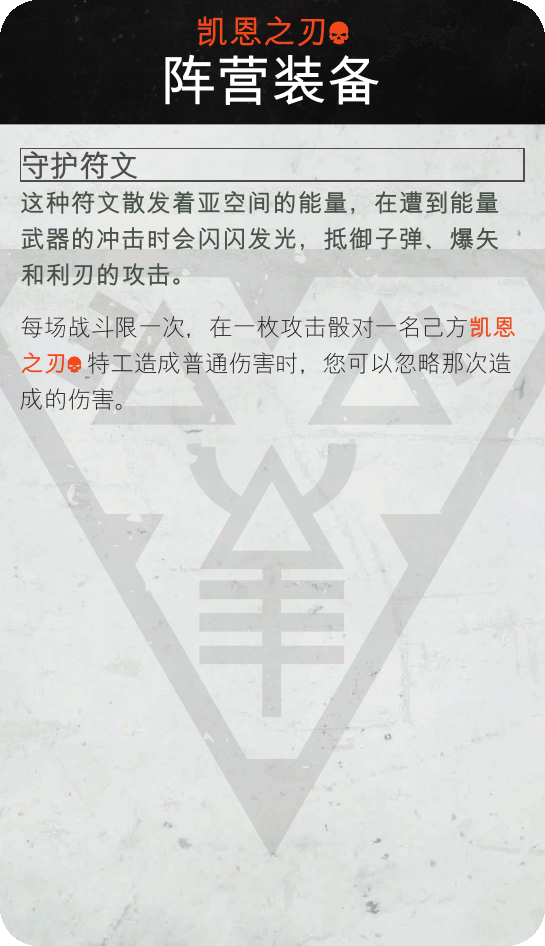 凯恩之刃
阵营装备
守护符文
这种符文散发着亚空间的能量，在遭到能量
武器的冲击时会闪闪发光，抵御子弹、爆矢
和利刃的攻击。
每场战斗限一次，在一枚攻击骰对一名己方凯恩
之刃特工造成普通伤害时，您可以忽略那次造
成的伤害。